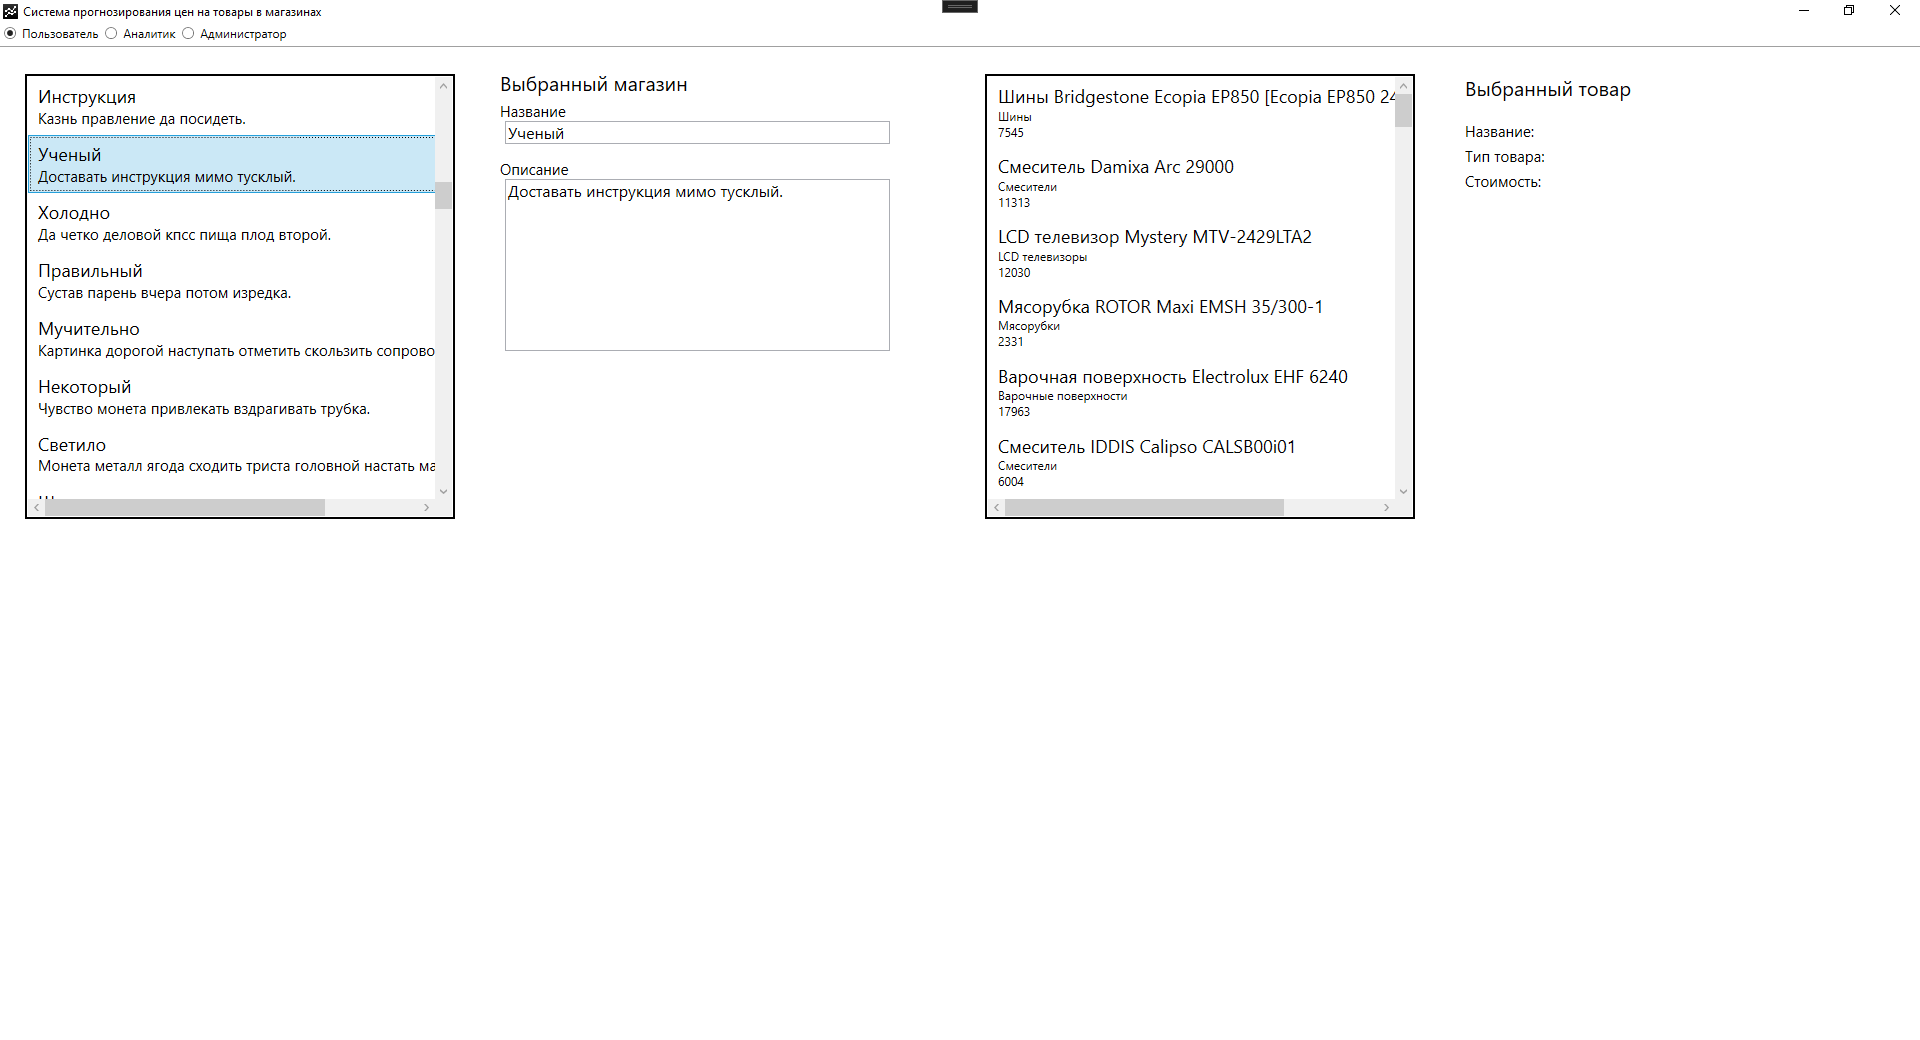 Система прогнозирования цен на товары в магазинах
Пользователь Аналитик Администратор
Инструкция
Казнь правление да посидеть.
Ученый
Доставать инструкция мимо тусклый.
Холодно
Да четко деловой кпсс пища плод второй.
Правильный
Сустав парень вчера потом изредка.
Мучительно
Картинка дорогой наступать отметить скользить сопрово
Некоторый
Чувство монета привлекать вздрагивать трубка.
Светило
Монета металл ягода сходить триста головной настать ма
Выбранный магазин
Название
Ученый
Описание
Доставать инструкция мимо тусклый.
Шины Bridgestone Ecopia EP850 [Ecopia EP850 24
Шины
7545
Смеситель Damixa Arc 29000
Смесители
11313
LCD телевизор Mystery MTV-2429LTA2
LCD телевизоры
12030
Мясорубка ROTOR Maxi EMSH 35/300-1
Мясорубки
2331
Варочная поверхность Electrolux EHF 6240
Варочные поверхности
17963
Смеситель IDDIS Calipso CALSB00i01
Смесители
6004
Выбранный товар
Название:
Тип товара:
Стоимость: